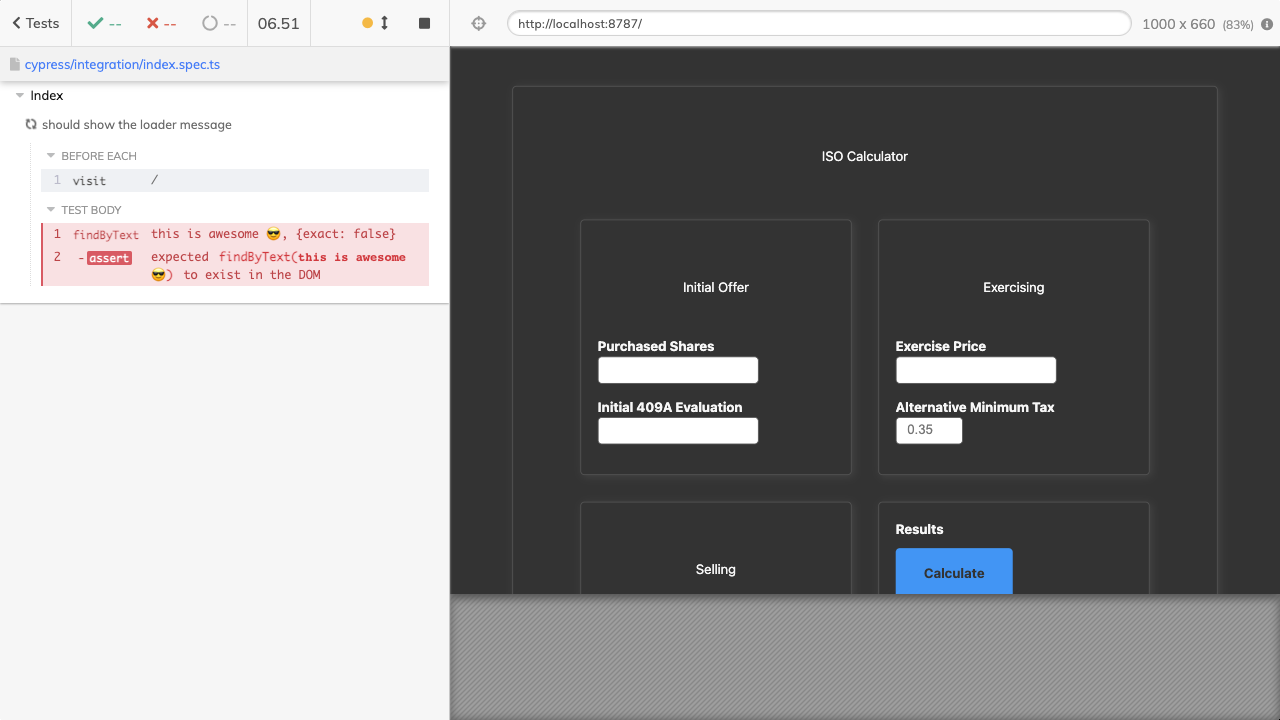 Tests -- -- -- 06.51
http://localhost:8787/ 1000 x 660 (83%)
cypress/integration/index.spec.ts
Index
should show the loader message
BEFORE EACH
1 visit /
TEST BODY
1 findByText this is awesome 😎, {exact: false}
2 -assert expected findByText(this is awesome
😎) to exist in the DOM
ISO Calculator
Initial Offer
Purchased Shares
Initial 409A Evaluation
Exercising
Exercise Price
Alternative Minimum Tax
0.35
Selling
Results
Calculate